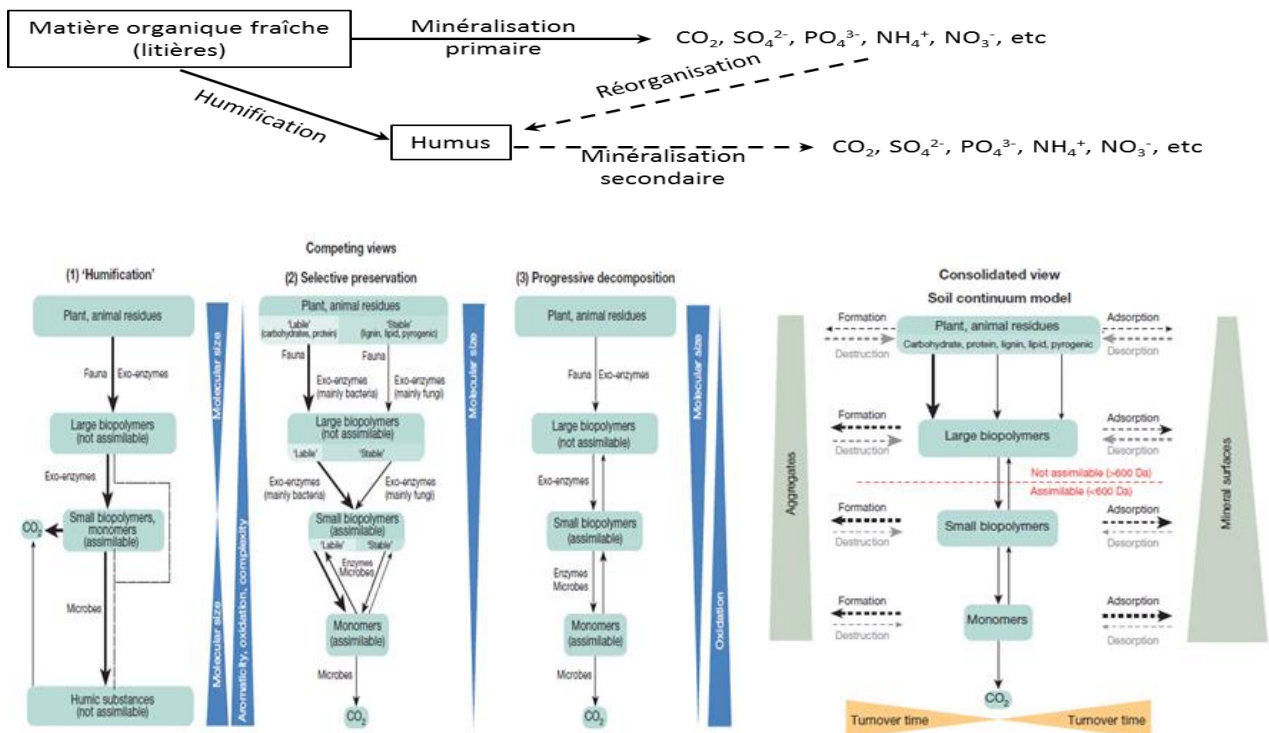 Matière organique fraîche
(litières)
Minéralisation
primaire
CO₂, SO₄²⁻, PO₄³⁻, NH₄⁺, NO₃⁻, etc
Réorganisation
Humification
Humus
Minéralisation
secondaire
CO₂, SO₄²⁻, PO₄³⁻, NH₄⁺, NO₃⁻, etc
Competing views
(1) 'Humification'
Plant, animal residues
Fauna
Exo-enzymes
Large biopolymers
(not assimilable)
Exo-enzymes
Small biopolymers,
monomers
(assimilable)
CO₂
Microbes
Humic substances
(not assimilable)
Molecular size
Molecular size
Aromaticity, oxidation, complexity
(2) Selective preservation
Plant, animal residues
'Labile'
(carbohydrates, protein)
'Stable'
(lignin, lipid, pyrogenic)
Fauna
Fauna
Exo-enzymes
(mainly bacteria)
Exo-enzymes
(mainly fungi)
Large biopolymers
(not assimilable)
'Labile'
'Stable'
Exo-enzymes
(mainly bacteria)
Exo-enzymes
(mainly fungi)
Small biopolymers
(assimilable)
'Labile'
'Stable'
Enzymes
Microbes
Monomers
(assimilable)
Microbes
CO₂
Molecular size
(3) Progressive decomposition
Plant, animal residues
Fauna
Exo-enzymes
Large biopolymers
(not assimilable)
Exo-enzymes
Small biopolymers
(assimilable)
Enzymes
Microbes
Monomers
(assimilable)
Microbes
CO₂
Molecular size
Oxidation
Consolidated view
Soil continuum model
Formation
Destruction
Plant, animal residues
Carbohydrate, protein, lignin, lipid, pyrogenic
Adsorption
Desorption
Formation
Destruction
Large biopolymers
Adsorption
Desorption
Not assimilable (>600 Da)
Assimilable (<600 Da)
Formation
Destruction
Small biopolymers
Adsorption
Desorption
Formation
Destruction
Monomers
Adsorption
Desorption
CO₂
Aggregates
Mineral surfaces
Turnover time
Turnover time